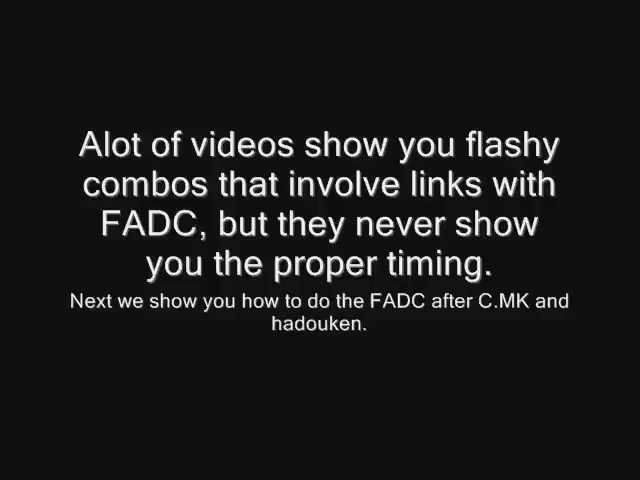 Alot of videos show you flashy
combos that involve links with
FADC, but they never show
you the proper timing.
Next we show you how to do the FADC after C.MK and
hadouken.